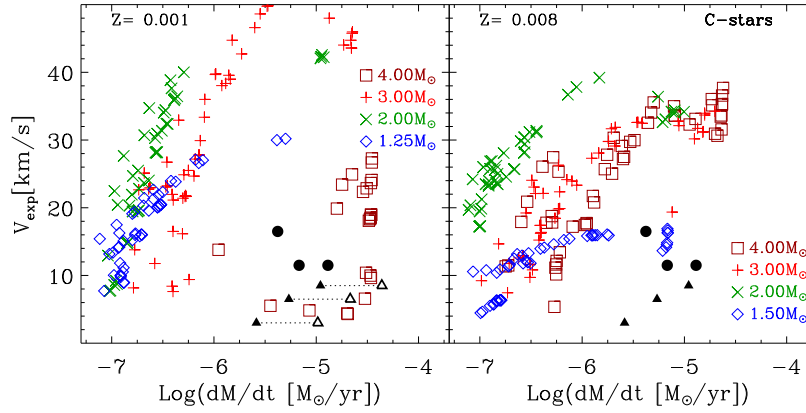 Z= 0.001
Z= 0.008
C-stars
V_exp[km/s]
40
30
20
10
4.00M⊙
3.00M⊙
2.00M⊙
1.25M⊙
4.00M⊙
3.00M⊙
2.00M⊙
1.50M⊙
-7 -6 -5 -4
-7 -6 -5 -4
Log(dM/dt [M⊙/yr])
Log(dM/dt [M⊙/yr])